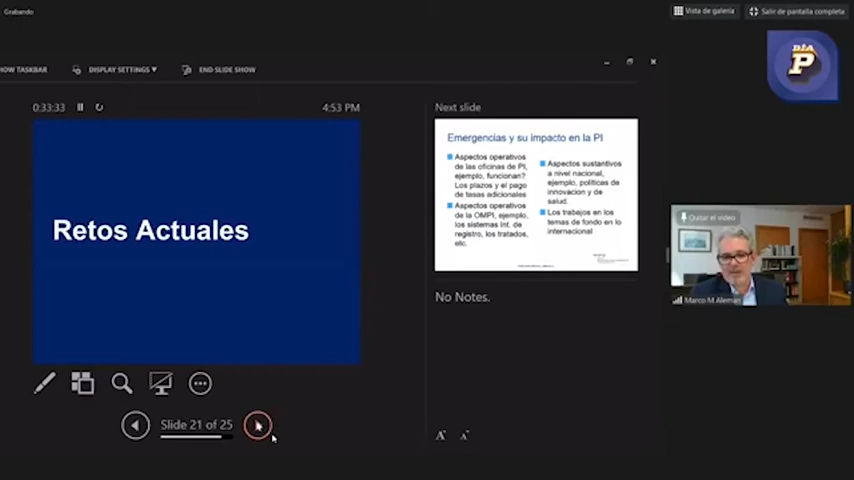 Grabando
Vista de galería
Salir de pantalla completa
DÍA
P
HOW TASKBAR
DISPLAY SETTINGS
END SLIDE SHOW
0:33:33
4:53 PM
Next slide
Retos Actuales
Emergencias y su impacto en la PI
Aspectos operativos
de las oficinas de PI,
ejemplo, funcionan?
Los plazos y el pago
de tasas adicionales
Aspectos operativos
de la OMPI, ejemplo,
los sistemas Int. de
registro, los tratados,
etc.
Aspectos sustantivos
a nivel nacional,
ejemplo, políticas de
innovacion y de
salud.
Los trabajos en los
temas de fondo en lo
internacional
Quitar el video
Marco M Aleman
No Notes.
Slide 21 of 25
A
A